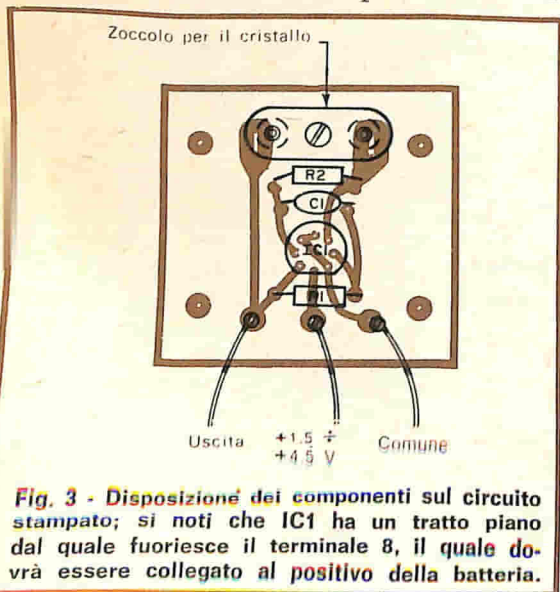 Zoccolo per il cristallo
R2
C1
IC1
R1
Uscita
+1.5 ÷
+4.5 V
Comune
Fig. 3 - Disposizione dei componenti sul circuito
stampato; si noti che IC1 ha un tratto piano
dal quale fuoriesce il terminale 8, il quale do-
vrà essere collegato al positivo della batteria.